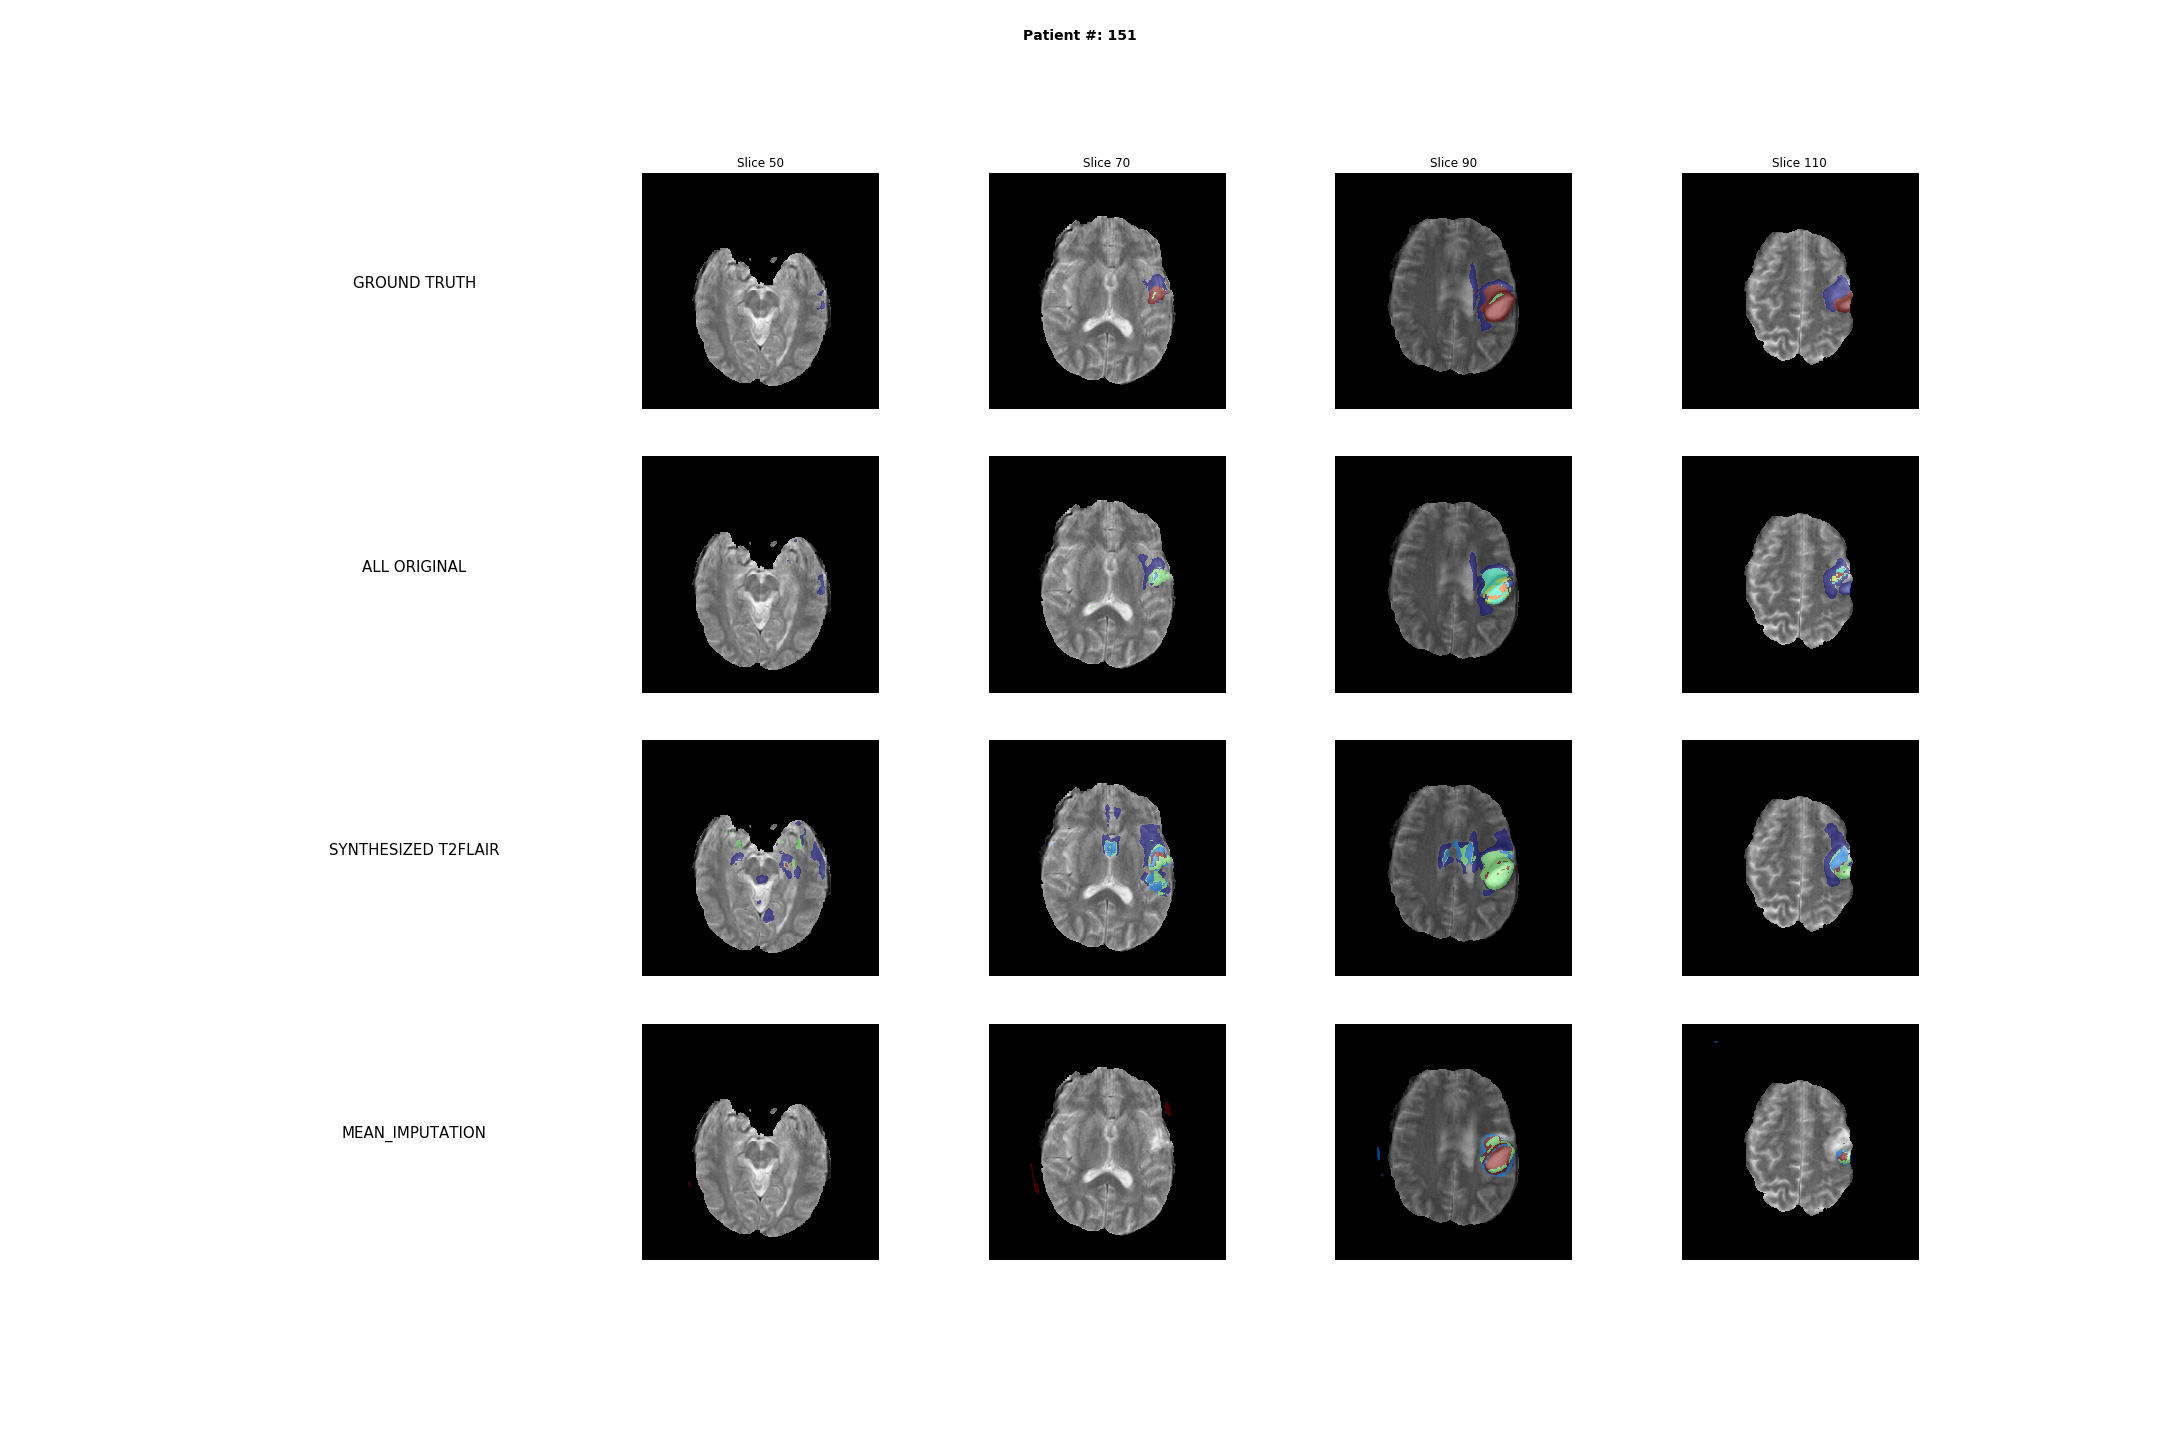 Patient #: 151
Slice 50
Slice 70
Slice 90
Slice 110
GROUND TRUTH
ALL ORIGINAL
SYNTHESIZED T2FLAIR
MEAN_IMPUTATION